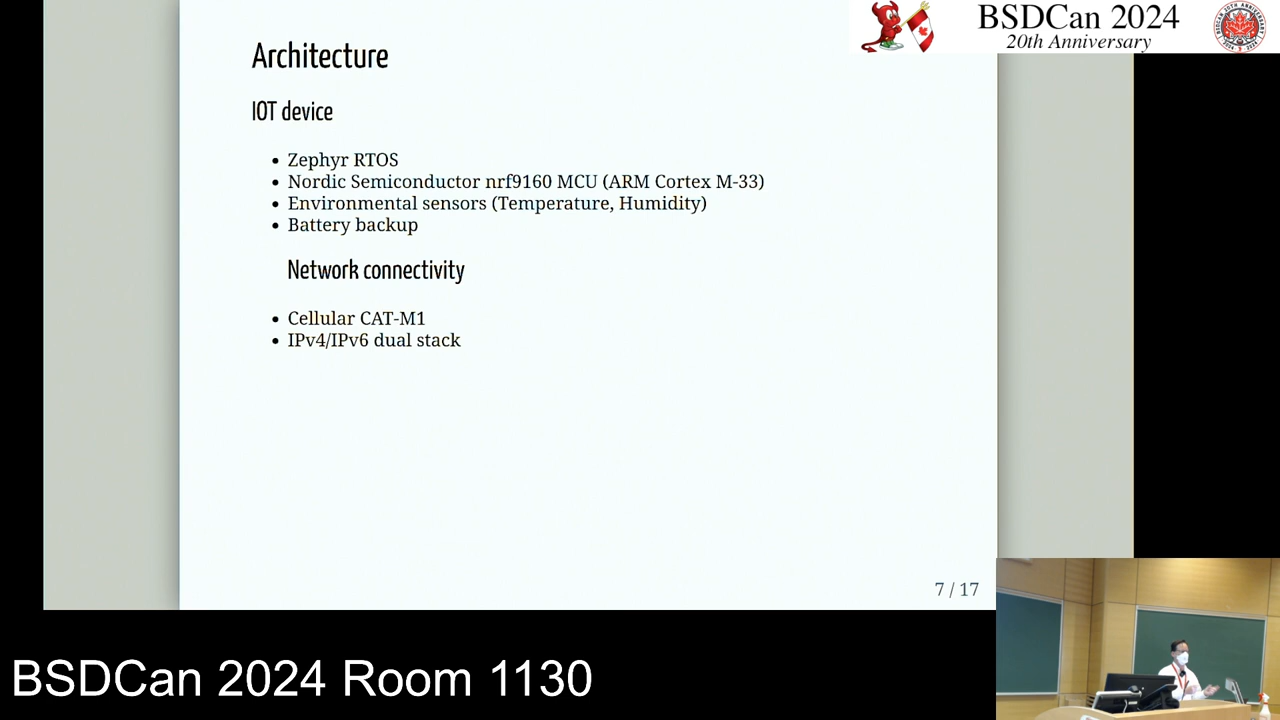 BSDCan 2024
20th Anniversary
Architecture
IOT device
Zephyr RTOS
Nordic Semiconductor nrf9160 MCU (ARM Cortex M-33)
Environmental sensors (Temperature, Humidity)
Battery backup
Network connectivity
Cellular CAT-M1
IPv4/IPv6 dual stack
7 / 17
BSDCan 2024 Room 1130